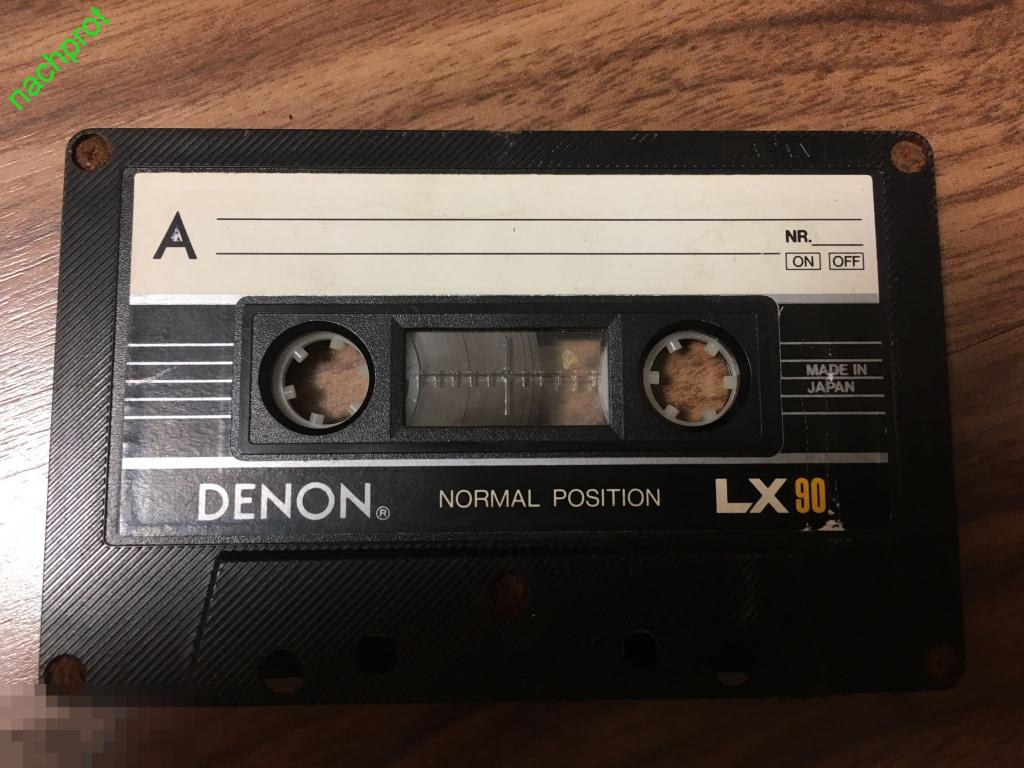 nachprot
JAPAN
A
NR.
ON OFF
MADE IN
JAPAN
DENON® NORMAL POSITION LX 90